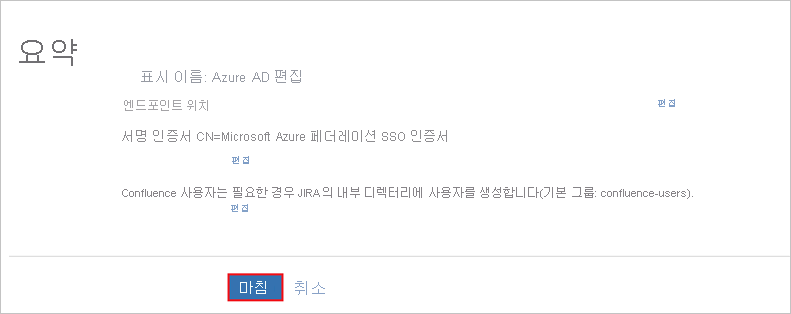 요약
표시 이름: Azure AD 편집
엔드포인트 위치 편집
서명 인증서 CN=Microsoft Azure 페더레이션 SSO 인증서
편집
Confluence 사용자는 필요한 경우 JIRA의 내부 디렉터리에 사용자를 생성합니다(기본 그룹: confluence-users).
편집
마침 취소